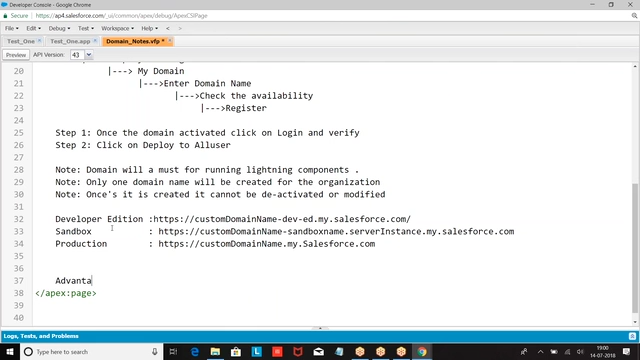 Developer Console - Google Chrome
Secure | https://ap4.salesforce.com/_ui/common/apex/debug/ApexCSIPage
File Edit Debug Test Workspace Help < >
Test_One Test_One.app Domain_Notes.vfp *
Preview API Version: 43
20 |---> My Domain
21 |--->Enter Domain Name
22 |--->Check the availability
23 |--->Register
24
25 Step 1: Once the domain activated click on Login and verify
26 Step 2: Click on Deploy to Alluser
27
28 Note: Domain will a must for running lightning components .
29 Note: Only one domain name will be created for the organization
30 Note: Once's it is created it cannot be de-activated or modified
31
32 Developer Edition :https://customDomainName-dev-ed.my.salesforce.com/
33 Sandbox : https://customDomainName-sandboxname.serverInstance.my.salesforce.com
34 Production : https://customDomainName.my.Salesforce.com
35
36
37 Advanta
38 </apex:page>
39
40
Logs, Tests, and Problems
Type here to search
19:00
14-07-2018